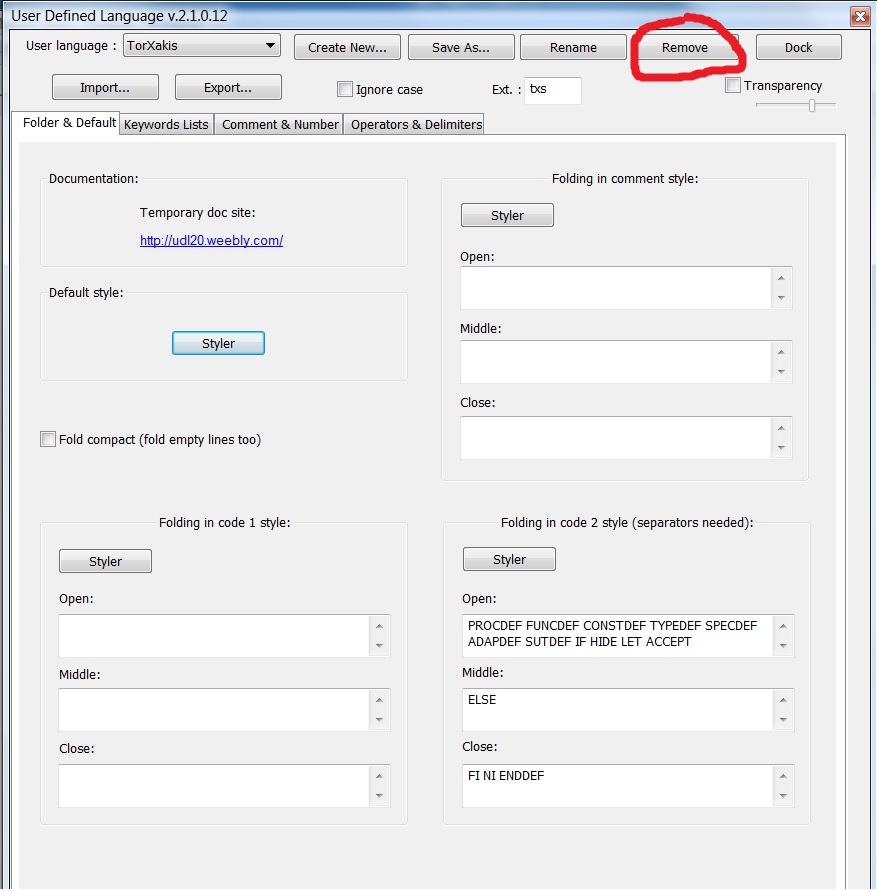 User Defined Language v.2.1.0.12
User language : TorXakis Create New... Save As... Rename Remove Dock
Import... Export... Ignore case Ext. : txs Transparency
Folder & Default Keywords Lists Comment & Number Operators & Delimiters
Documentation:
Temporary doc site:
http://udl20.weebly.com/
Default style:
Styler
Fold compact (fold empty lines too)
Folding in comment style:
Styler
Open:
Middle:
Close:
Folding in code 1 style:
Styler
Open:
Middle:
Close:
Folding in code 2 style (separators needed):
Styler
Open:
PROCDEF FUNCDEF CONSTDEF TYPEDEF SPECDEF
ADAPDEF SUTDEF IF HIDE LET ACCEPT
Middle:
ELSE
Close:
FI NI ENDDEF